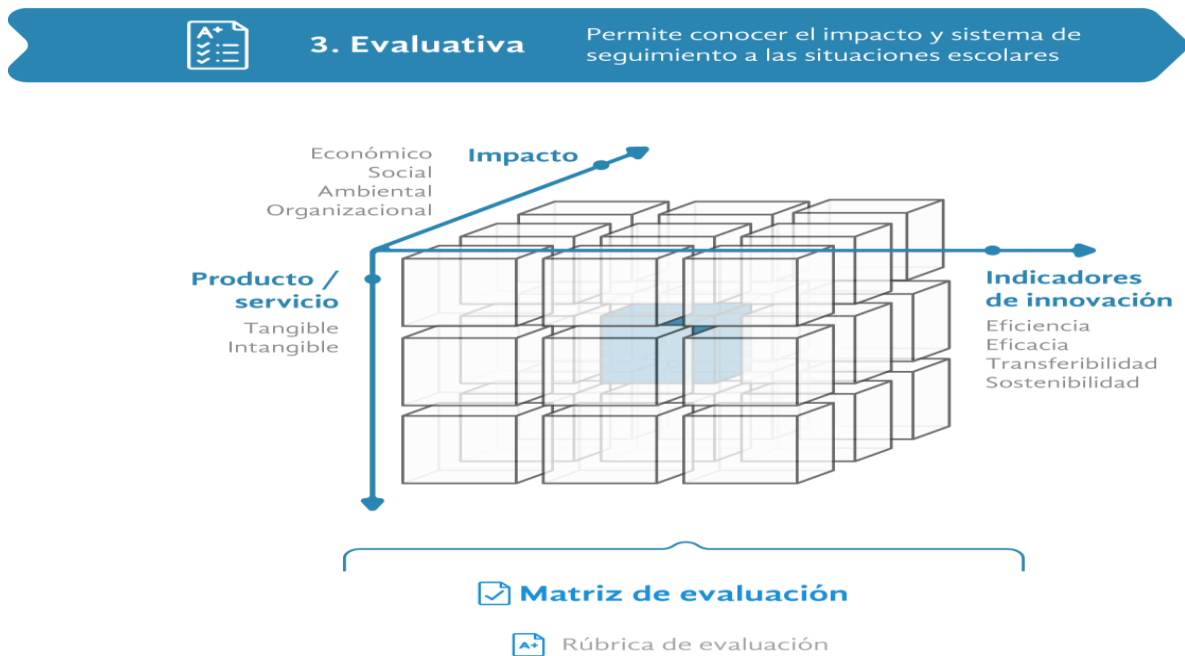 A+
3. Evaluativa
Permite conocer el impacto y sistema de
seguimiento a las situaciones escolares
Económico
Social
Ambiental
Organizacional
Impacto
Producto /
servicio
Tangible
Intangible
Indicadores
de innovación
Eficiencia
Eficacia
Transferibilidad
Sostenibilidad
Matriz de evaluación
A+
Rúbrica de evaluación